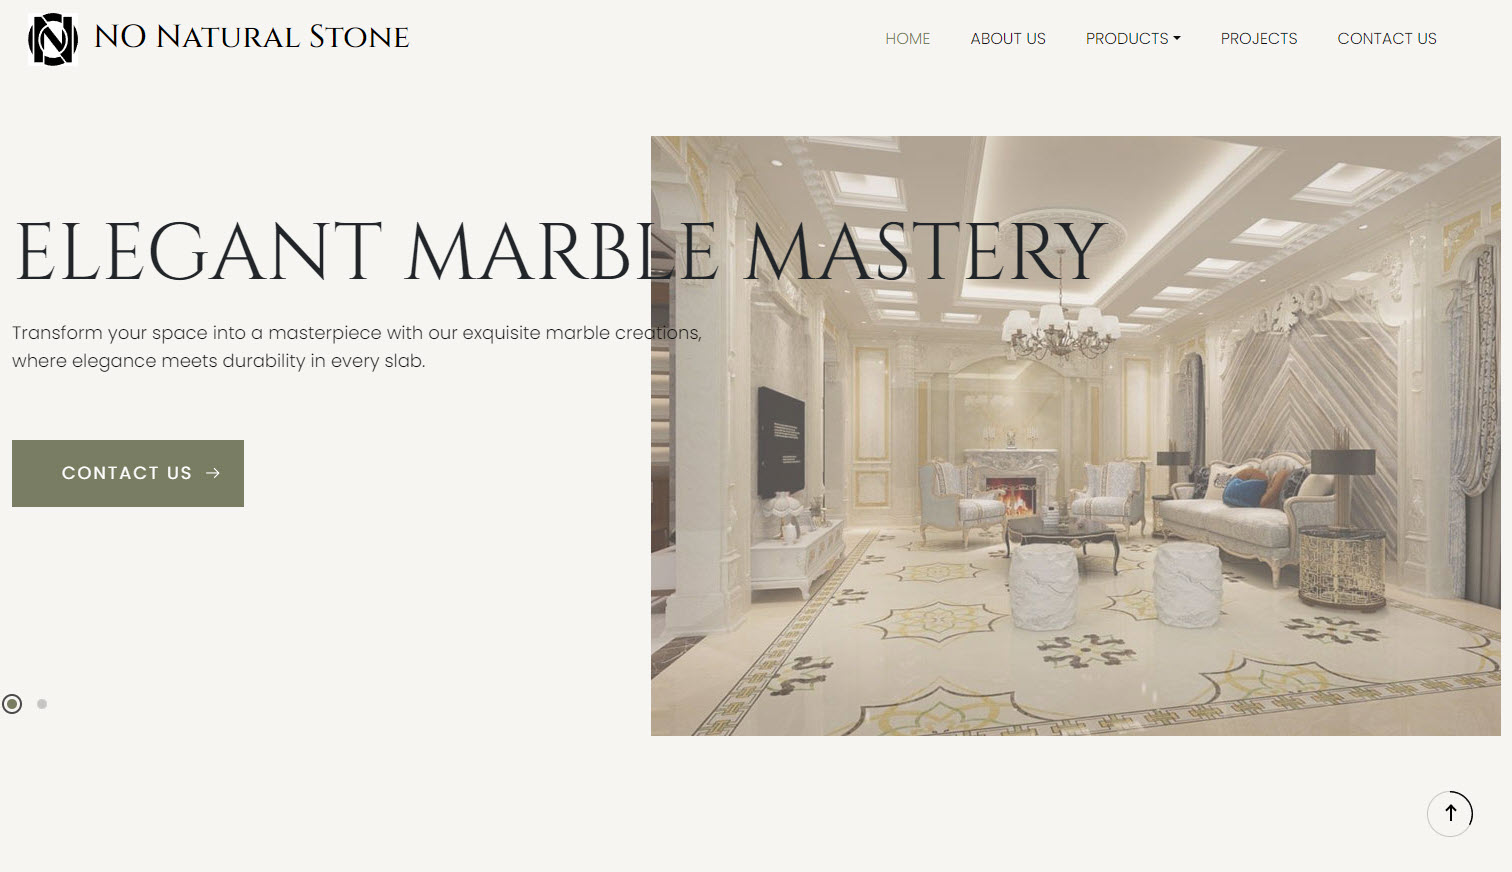 NO NATURAL STONE
HOME ABOUT US PRODUCTS PROJECTS CONTACT US
ELEGANT MARBLE MASTERY
Transform your space into a masterpiece with our exquisite marble creations,
where elegance meets durability in every slab.
CONTACT US →